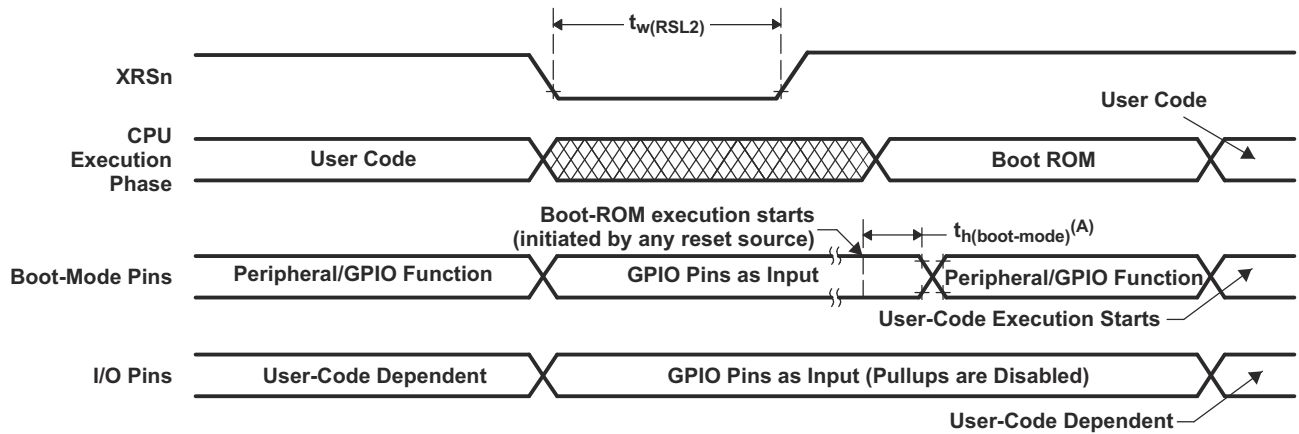 tw(RSL2)
XRSn
User Code
CPU
Execution
Phase
User Code
Boot ROM
Boot-ROM execution starts
(initiated by any reset source)
th(boot-mode)(A)
Boot-Mode Pins
Peripheral/GPIO Function
GPIO Pins as Input
Peripheral/GPIO Function
User-Code Execution Starts
I/O Pins
User-Code Dependent
GPIO Pins as Input (Pullups are Disabled)
User-Code Dependent